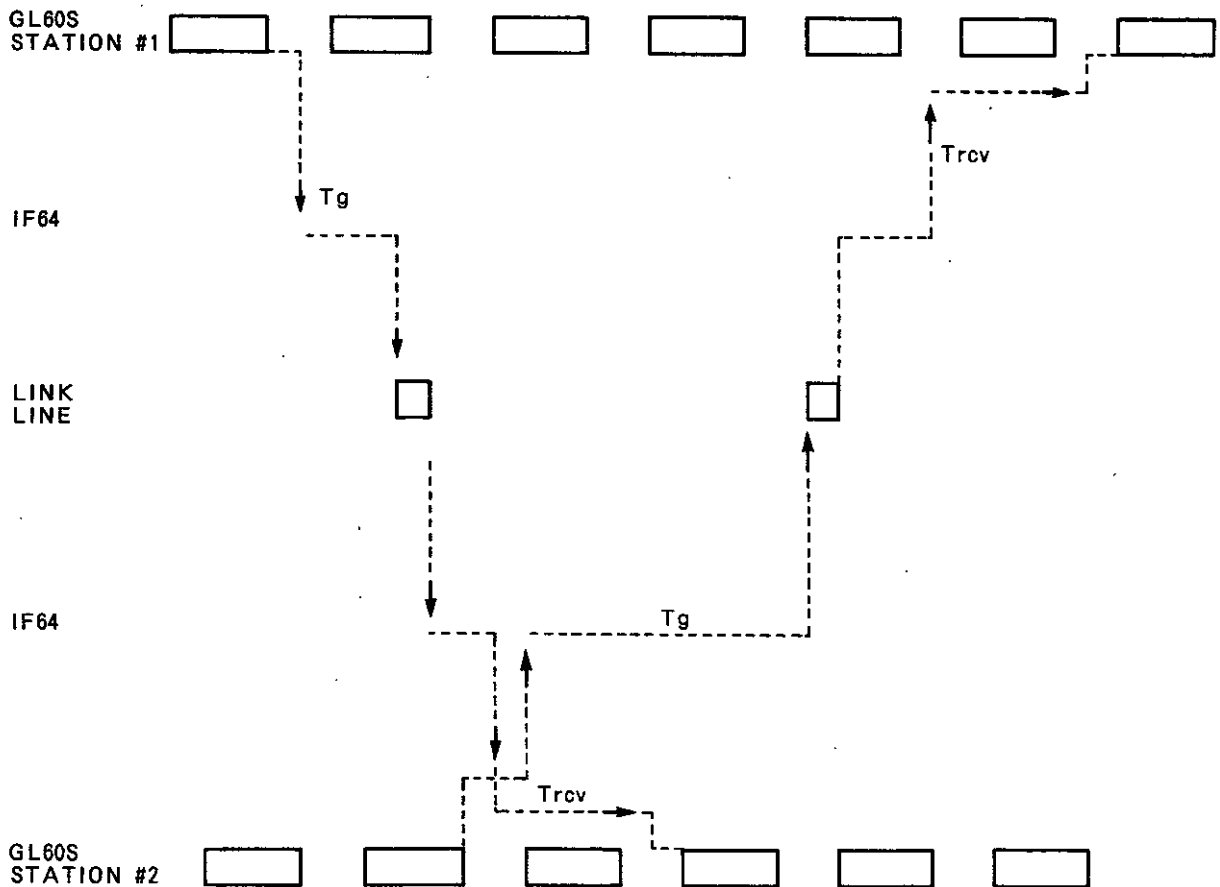 GL60S
STATION #1
Tg
Trcv
IF64
LINK
LINE
IF64
Tg
Trcv
GL60S
STATION #2